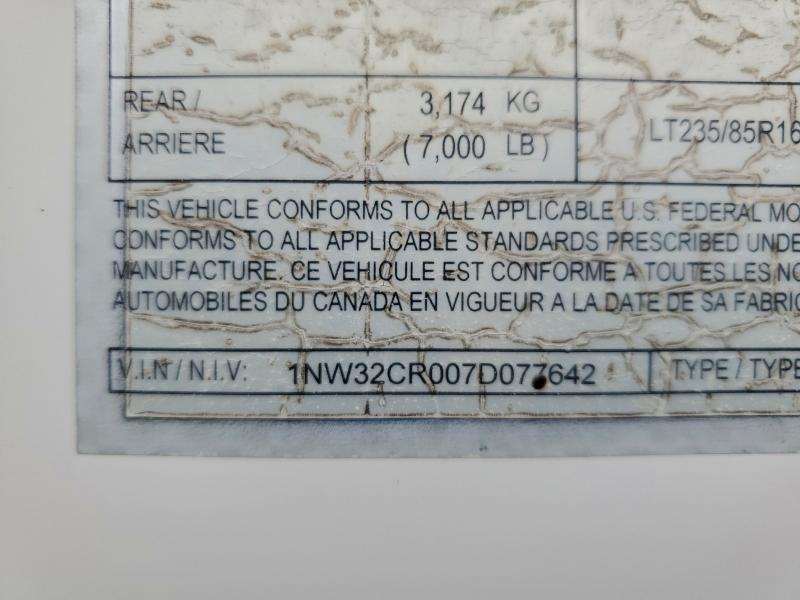 REAR / 3,174 KG
ARRIERE ( 7,000 LB ) LT235/85R16
THIS VEHICLE CONFORMS TO ALL APPLICABLE U.S. FEDERAL MO
CONFORMS TO ALL APPLICABLE STANDARDS PRESCRIBED UNDE
MANUFACTURE. CE VEHICULE EST CONFORME A TOUTES LES NO
AUTOMOBILES DU CANADA EN VIGUEUR A LA DATE DE SA FABRIC
V.I.N / N.I.V: 1NW32CR007D077642 TYPE / TYPE